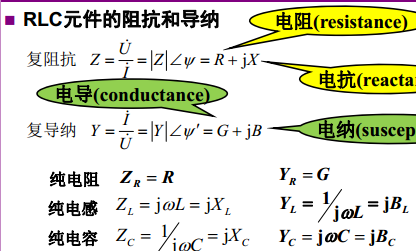 ■ RLC元件的阻抗和导纳
电阻(resistance)
复阻抗 Z = U̇/İ = |Z|∠ψ = R + jX
电抗(reacta
电导(conductance)
复导纳 Y = İ/U̇ = |Y|∠ψ′ = G + jB
电纳(suscep
纯电阻 Z_R = R Y_R = G
纯电感 Z_L = jωL = jX_L Y_L = 1/jωL = jB_L
纯电容 Z_C = 1/jωC = jX_C Y_C = jωC = jB_C